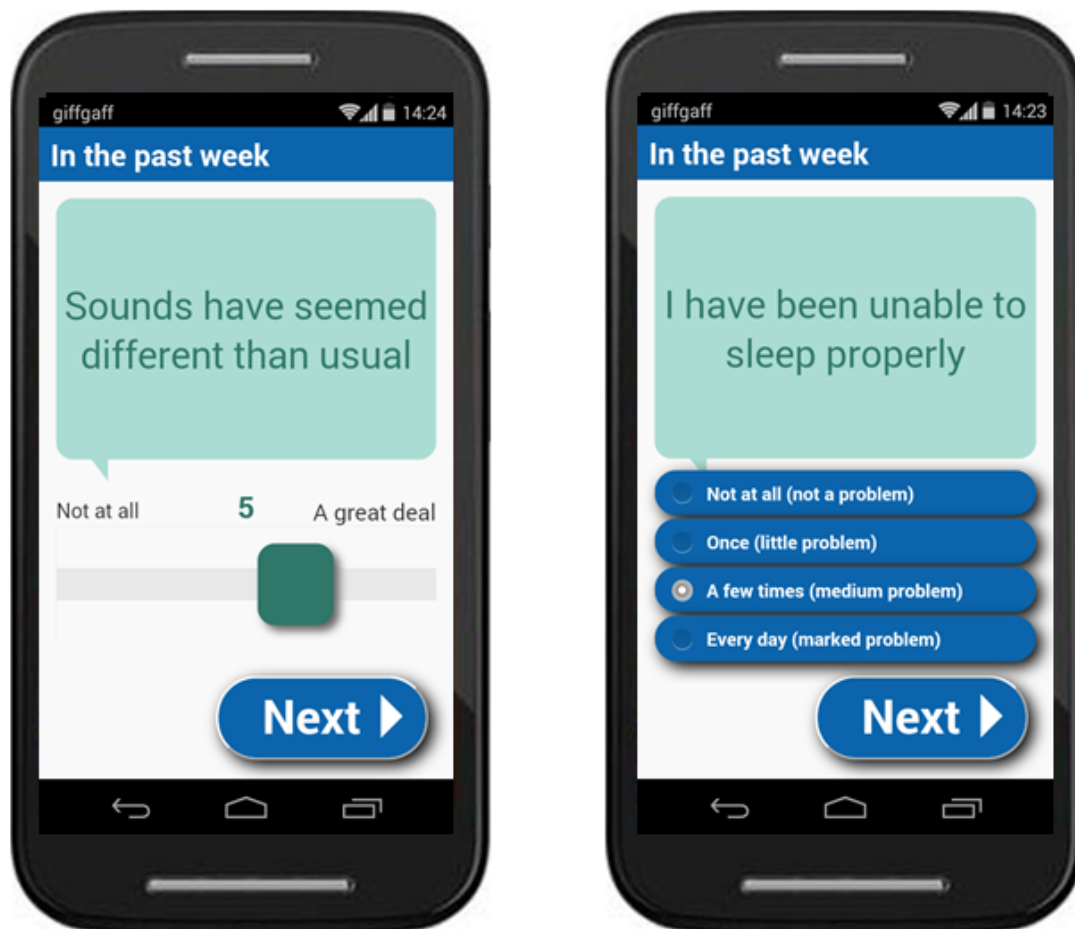 giffgaff 14:24
In the past week
Sounds have seemed
different than usual
Not at all 5 A great deal
Next
giffgaff 14:23
In the past week
I have been unable to
sleep properly
Not at all (not a problem)
Once (little problem)
A few times (medium problem)
Every day (marked problem)
Next